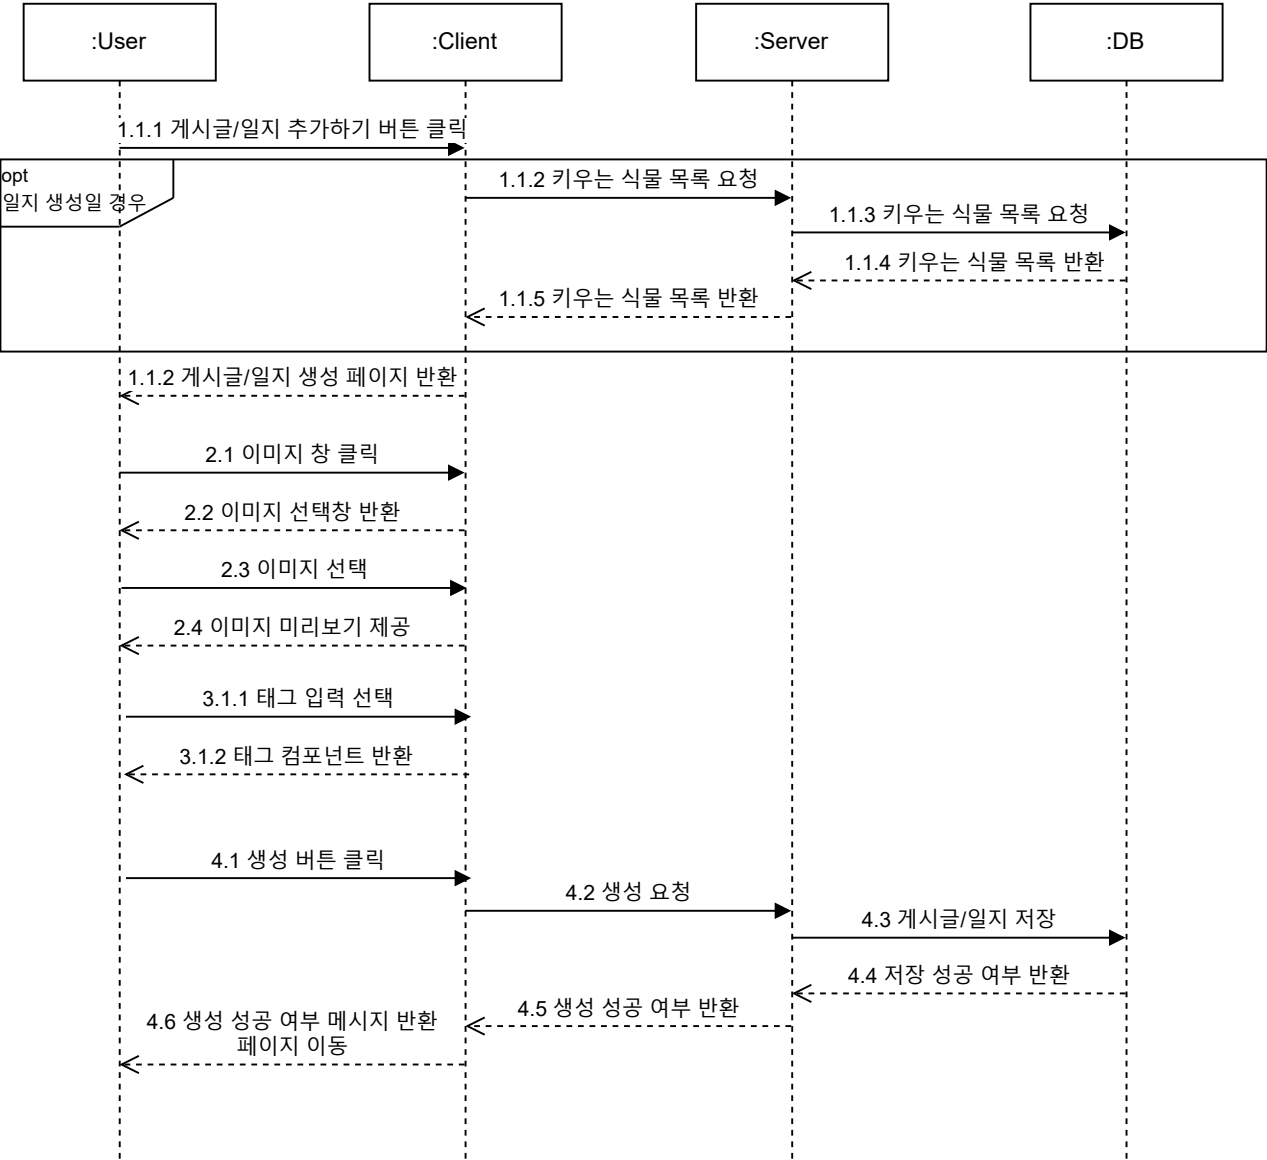 :User
:Client
:Server
:DB
1.1.1 게시글/일지 추가하기 버튼 클릭
opt
일지 생성일 경우
1.1.2 키우는 식물 목록 요청
1.1.3 키우는 식물 목록 요청
1.1.4 키우는 식물 목록 반환
1.1.5 키우는 식물 목록 반환
1.1.2 게시글/일지 생성 페이지 반환
2.1 이미지 창 클릭
2.2 이미지 선택창 반환
2.3 이미지 선택
2.4 이미지 미리보기 제공
3.1.1 태그 입력 선택
3.1.2 태그 컴포넌트 반환
4.1 생성 버튼 클릭
4.2 생성 요청
4.3 게시글/일지 저장
4.4 저장 성공 여부 반환
4.5 생성 성공 여부 반환
4.6 생성 성공 여부 메시지 반환
페이지 이동